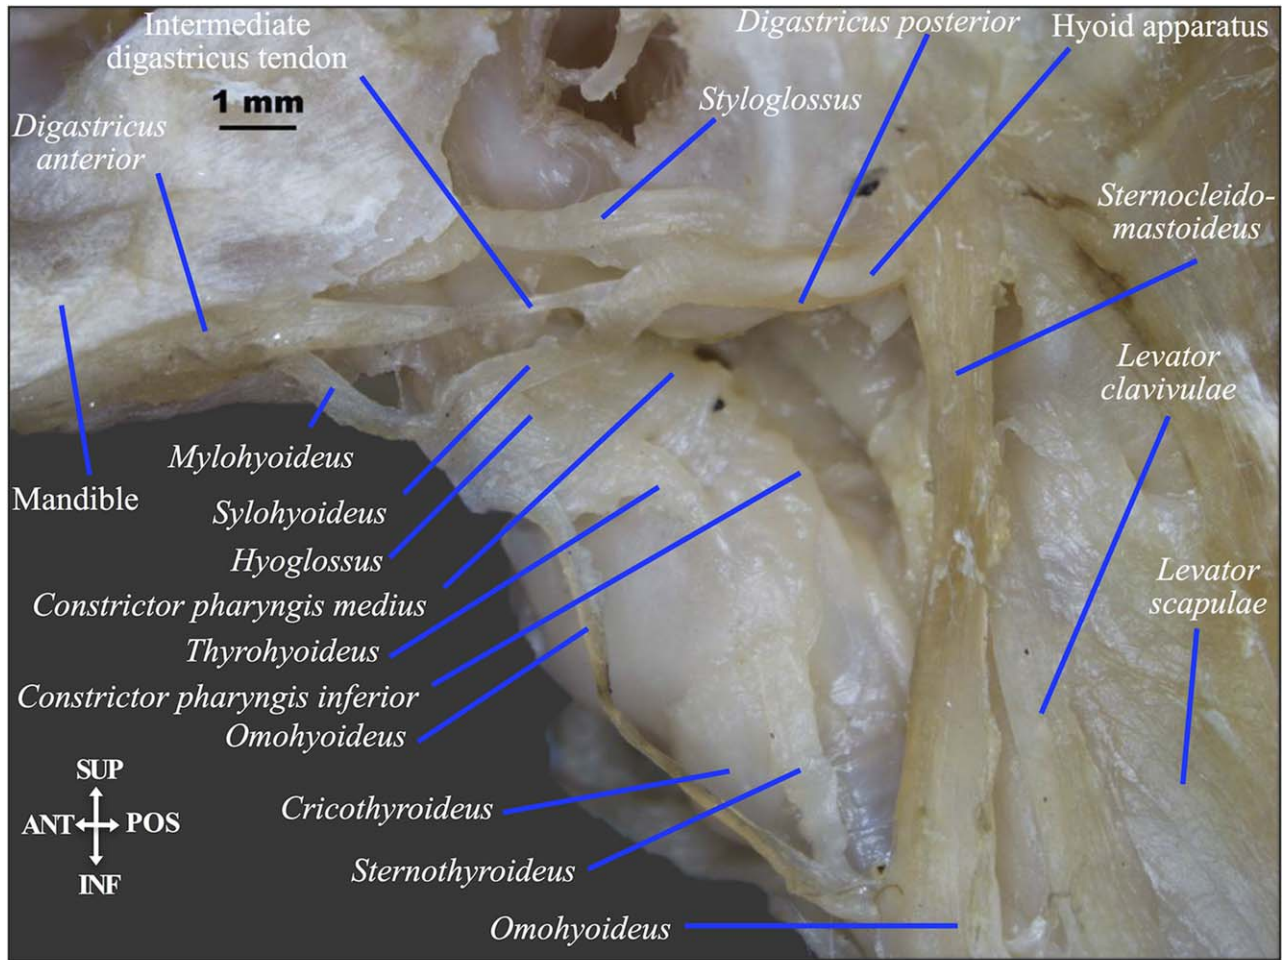 Intermediate
digastricus tendon
Digastricus posterior
Hyoid apparatus
1 mm
Styloglossus
Digastricus
anterior
Sternocleido-
mastoideus
Levator
clavivulae
Mylohyoideus
Mandible
Sylohyoideus
Hyoglossus
Levator
scapulae
Constrictor pharyngis medius
Thyrohyoideus
Constrictor pharyngis inferior
Omohyoideus
SUP
ANT POS
INF
Cricothyroideus
Sternothyroideus
Omohyoideus